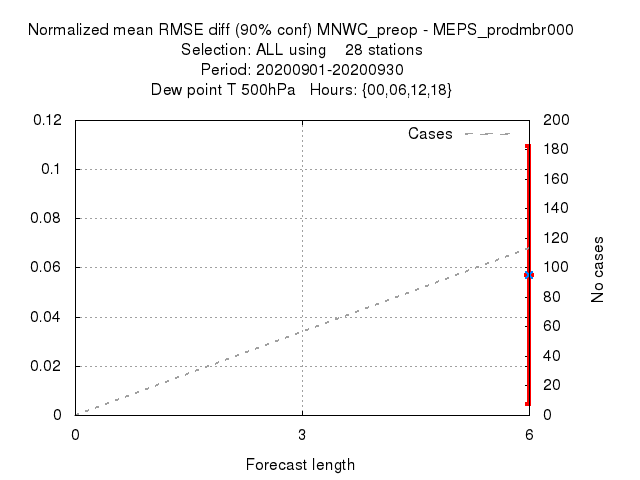 Normalized mean RMSE diff (90% conf) MNWC_preop - MEPS_prodmbr000
Selection: ALL using    28 stations
Period: 20200901-20200930
Dew point T 500hPa   Hours: {00,06,12,18}
Cases
0.12
0.1
0.08
0.06
0.04
0.02
0
200
180
160
140
120
100
80
60
40
20
0
No cases
0 3 6
Forecast length